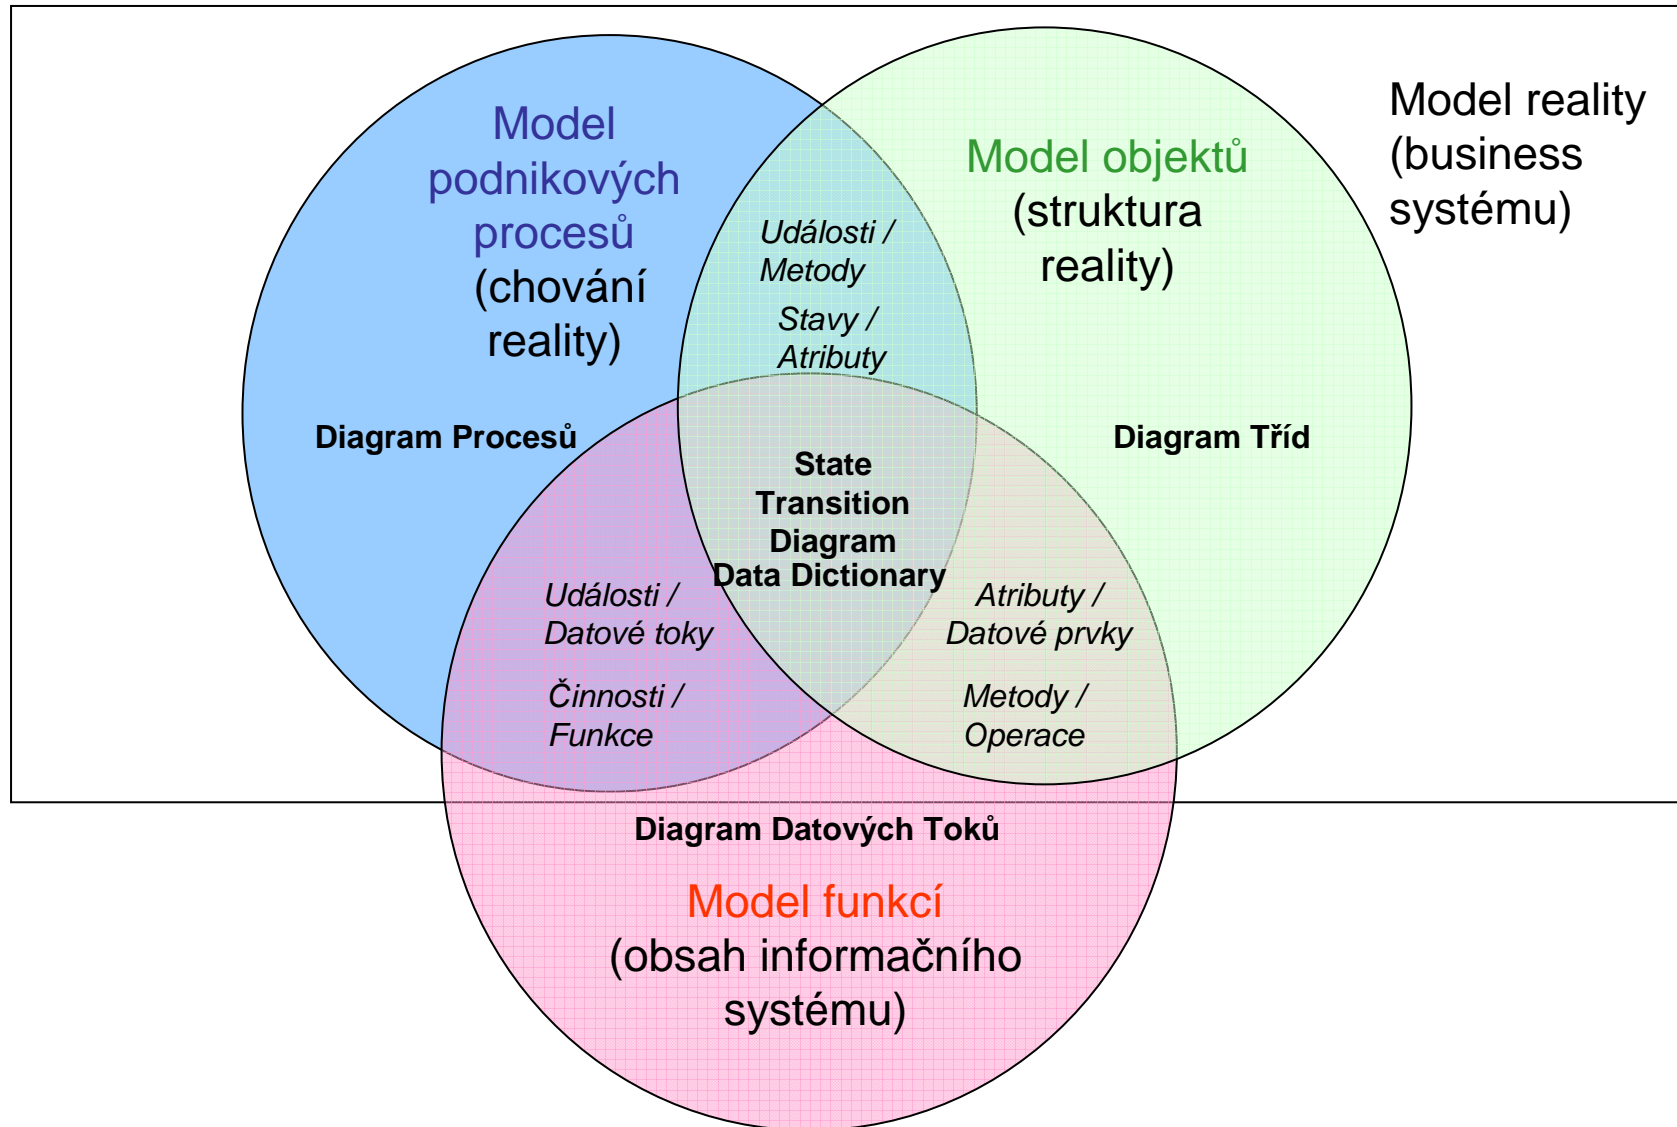 Model
podnikových
procesů
(chování
reality)
Diagram Procesů
Události /
Metody
Stavy /
Atributy
Model objektů
(struktura
reality)
Diagram Tříd
Model reality
(business
systému)
State
Transition
Diagram
Data Dictionary
Události /
Datové toky
Činnosti /
Funkce
Atributy /
Datové prvky
Metody /
Operace
Diagram Datových Toků
Model funkcí
(obsah informačního
systému)